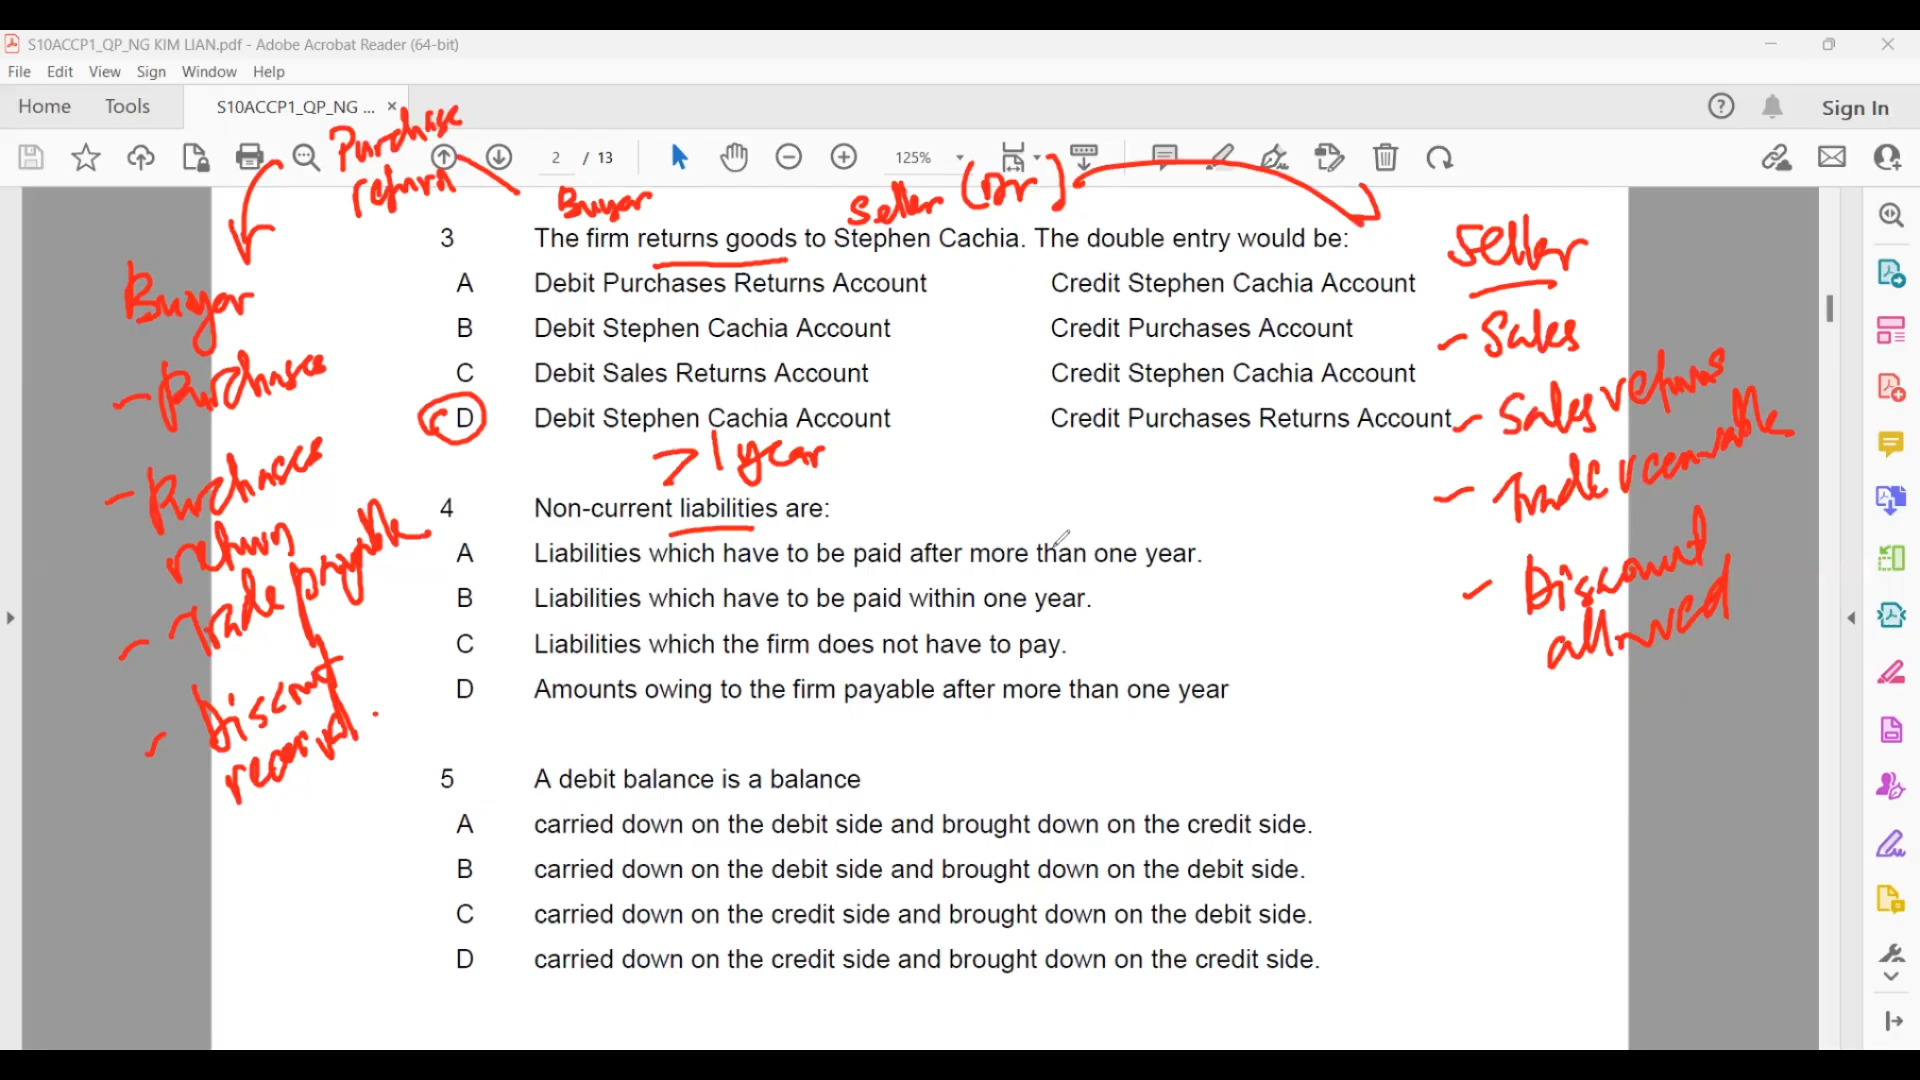 S10ACCP1_QP_NG KIM LIAN.pdf - Adobe Acrobat Reader (64-bit)
File Edit View Sign Window Help
Home Tools S10ACCP1_QP_NG ... × Sign In
2 / 13 125%
Purchase
return
Buyer Seller (Dr)
3 The firm returns goods to Stephen Cachia. The double entry would be:
A Debit Purchases Returns Account Credit Stephen Cachia Account
B Debit Stephen Cachia Account Credit Purchases Account
C Debit Sales Returns Account Credit Stephen Cachia Account
D Debit Stephen Cachia Account Credit Purchases Returns Account
> 1 year
4 Non-current liabilities are:
A Liabilities which have to be paid after more than one year.
B Liabilities which have to be paid within one year.
C Liabilities which the firm does not have to pay.
D Amounts owing to the firm payable after more than one year
5 A debit balance is a balance
A carried down on the debit side and brought down on the credit side.
B carried down on the debit side and brought down on the debit side.
C carried down on the credit side and brought down on the debit side.
D carried down on the credit side and brought down on the credit side.
Buyer
- Purchases
- Purchases
return
- Trade payable
- Discount
received.
Seller
- Sales
- Sales returns
- Trade receivable
- Discount
allowed